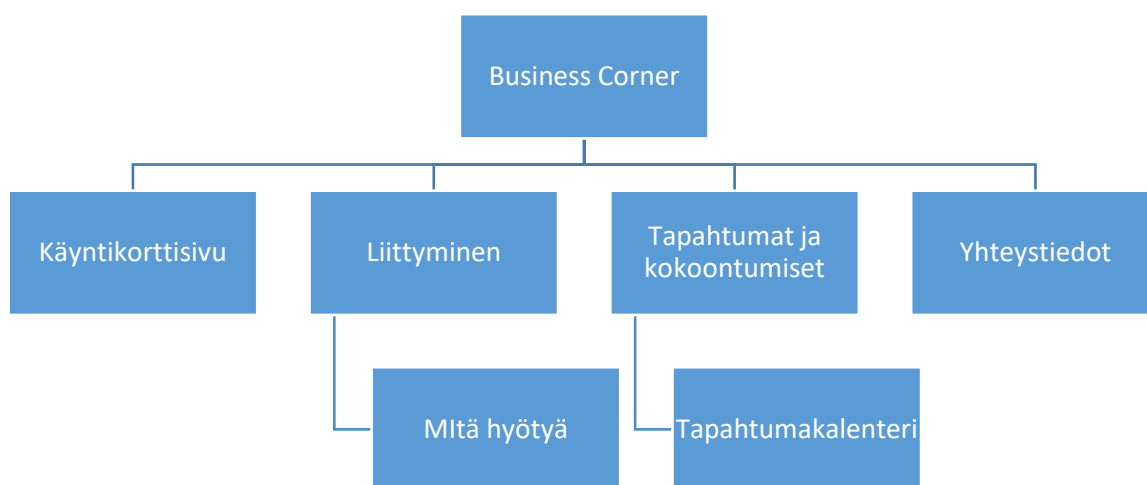 Business Corner
Käyntikorttisivu
Liittyminen
Tapahtumat ja
kokoontumiset
Yhteystiedot
MItä hyötyä
Tapahtumakalenteri